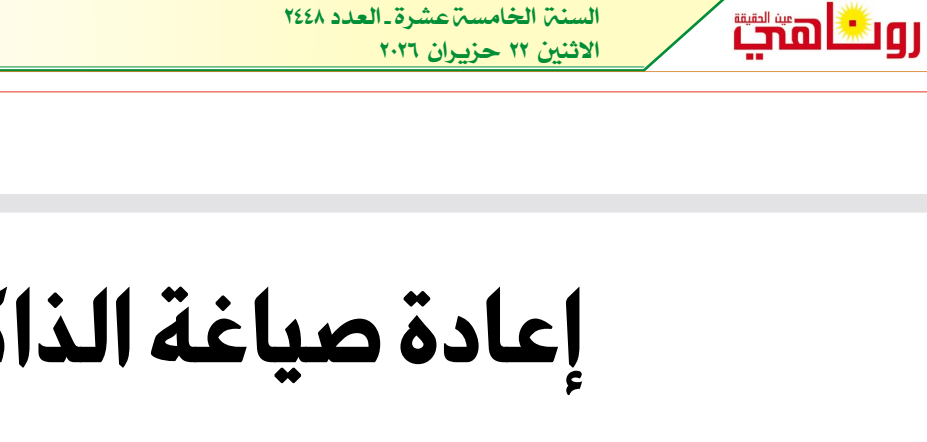 روناهي
عين الحقيقة
السنة الخامسة عشرة ـ العدد ٢٤٤٨
الاثنين ٢٢ حزيران ٢٠٢٦
إعادة صياغة